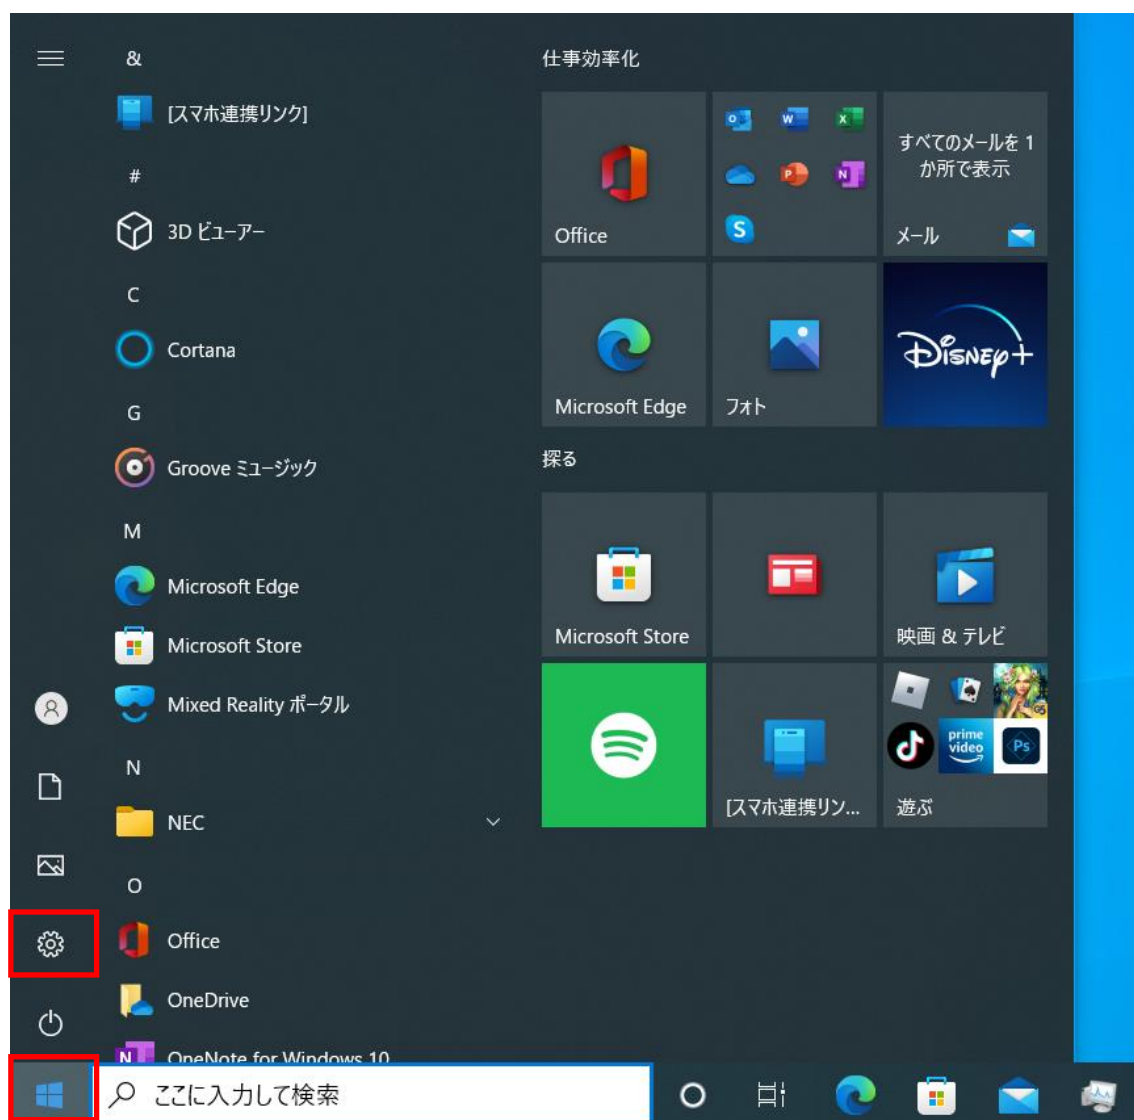 &
[スマホ連携リンク]
#
3D ビューアー
C
Cortana
G
Groove ミュージック
M
Microsoft Edge
Microsoft Store
Mixed Reality ポータル
N
NEC
O
Office
OneDrive
OneNote for Windows 10
仕事効率化
Office
すべてのメールを 1
か所で表示
メール
Microsoft Edge
フォト
Disney+
探る
Microsoft Store
映画 & テレビ
[スマホ連携リン...
prime
video
Ps
G5
遊ぶ
ここに入力して検索